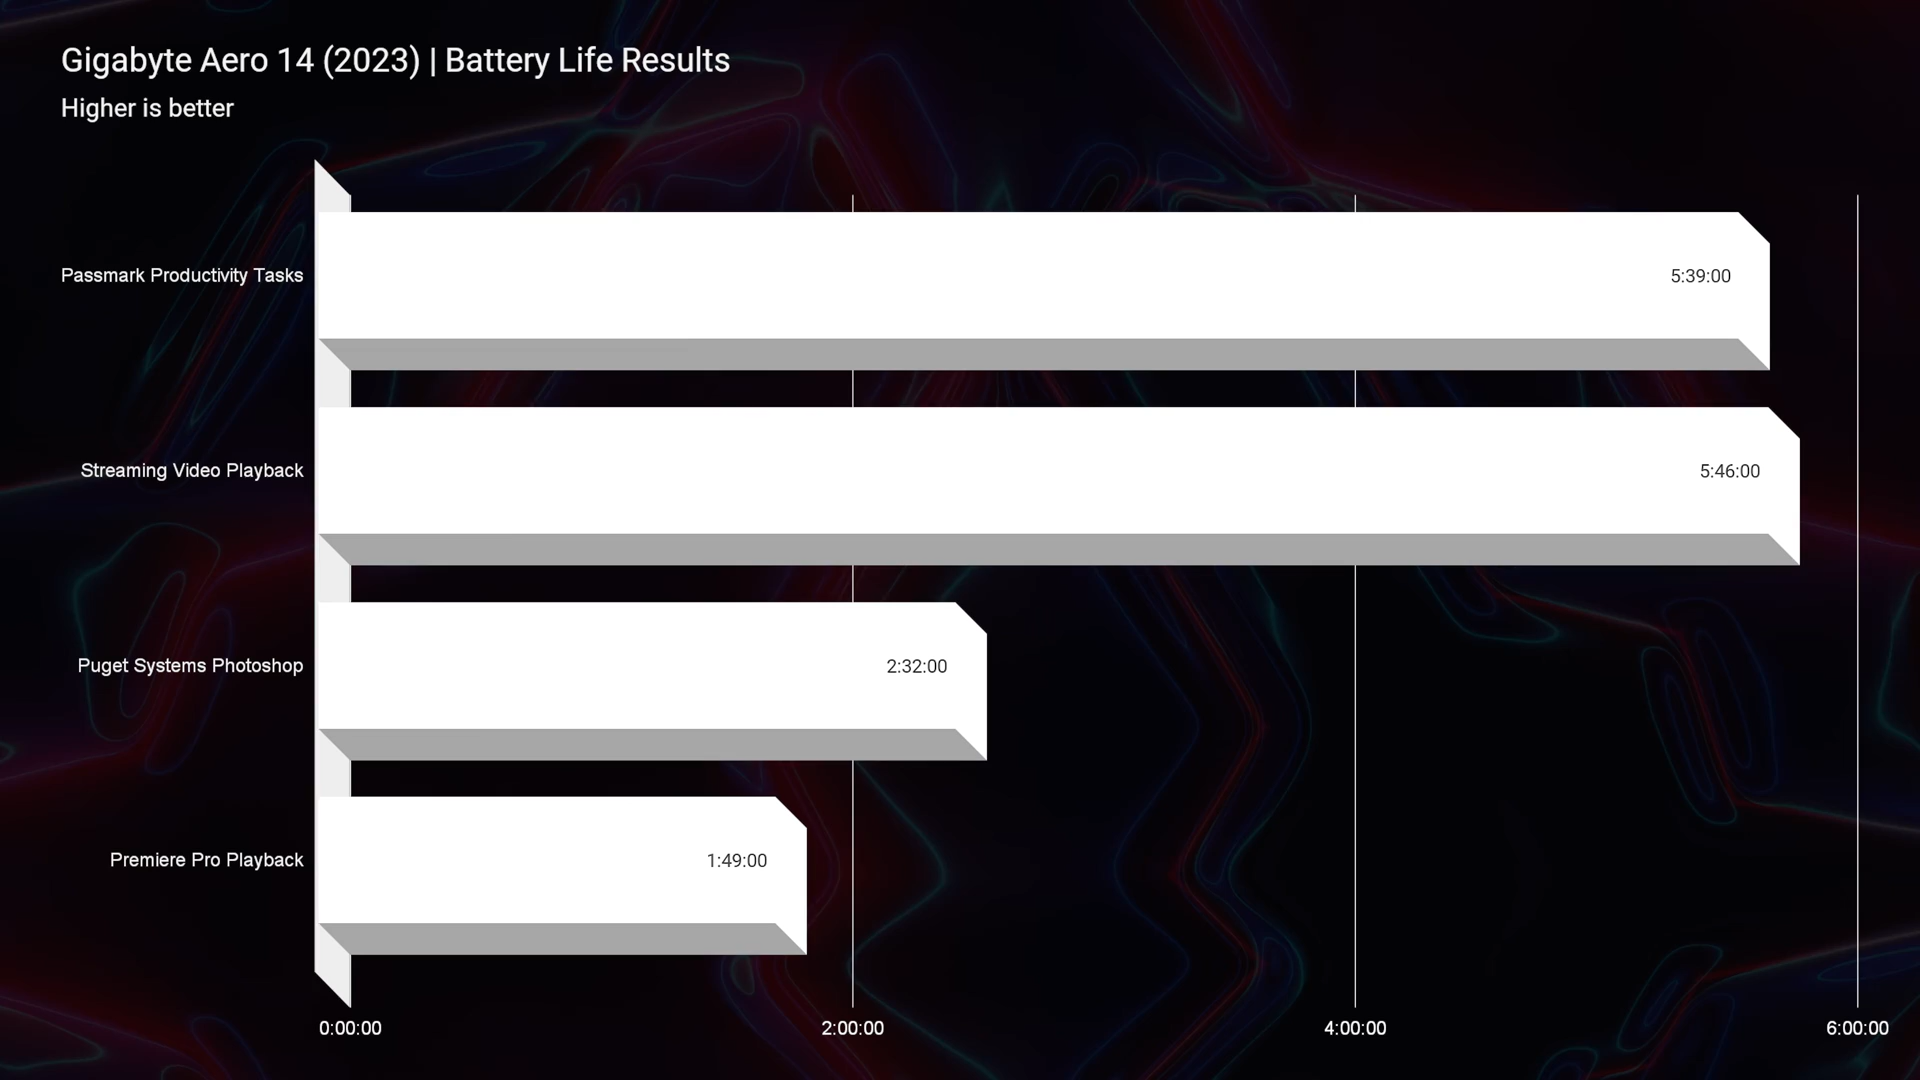 Gigabyte Aero 14 (2023) | Battery Life Results
Higher is better
Passmark Productivity Tasks
5:39:00
Streaming Video Playback
5:46:00
Puget Systems Photoshop
2:32:00
Premiere Pro Playback
1:49:00
0:00:00
2:00:00
4:00:00
6:00:00